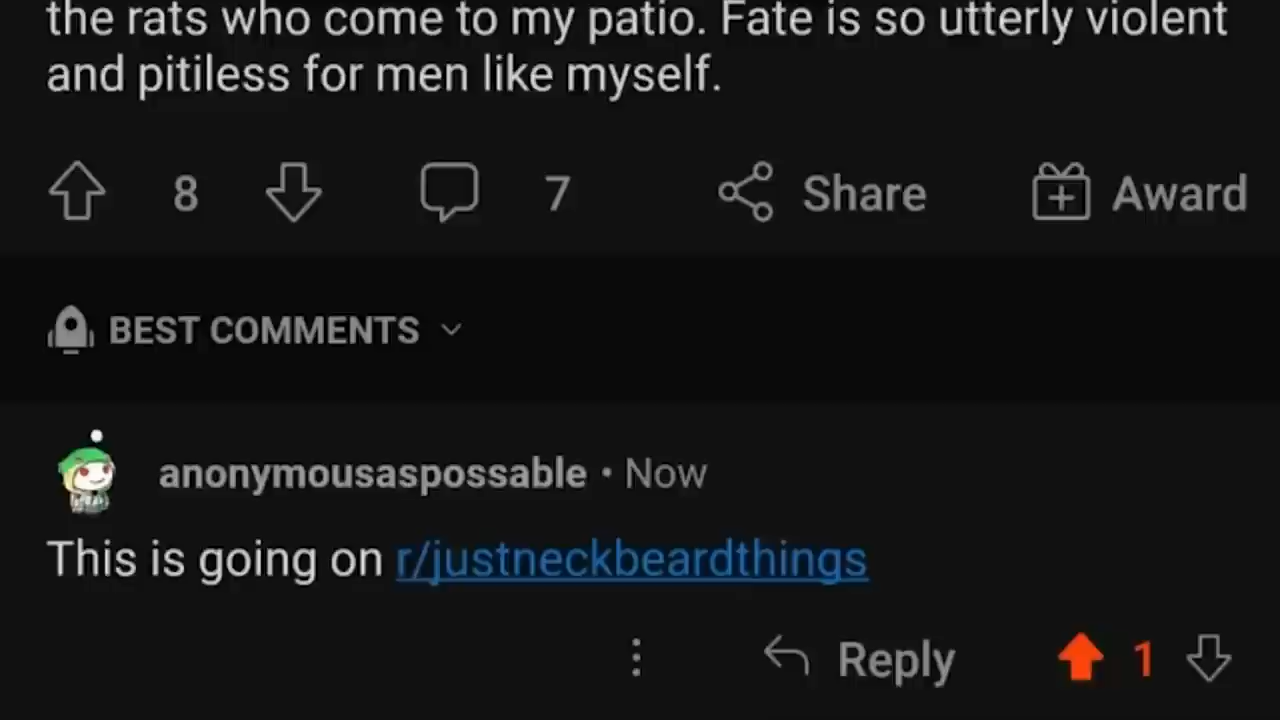 the rats who come to my patio. Fate is so utterly violent
and pitiless for men like myself.
8 7 Share Award
BEST COMMENTS
anonymousaspossable • Now
This is going on r/justneckbeardthings
Reply 1